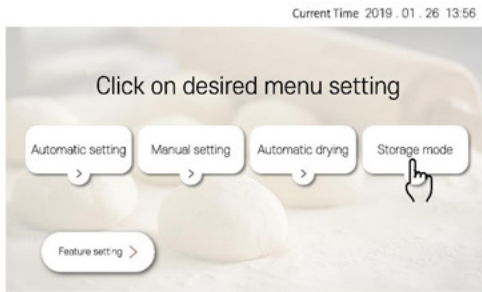 Current Time 2019 . 01 . 26 13:56
Click on desired menu setting
Automatic setting
Manual setting
Automatic drying
Storage mode
Feature setting >